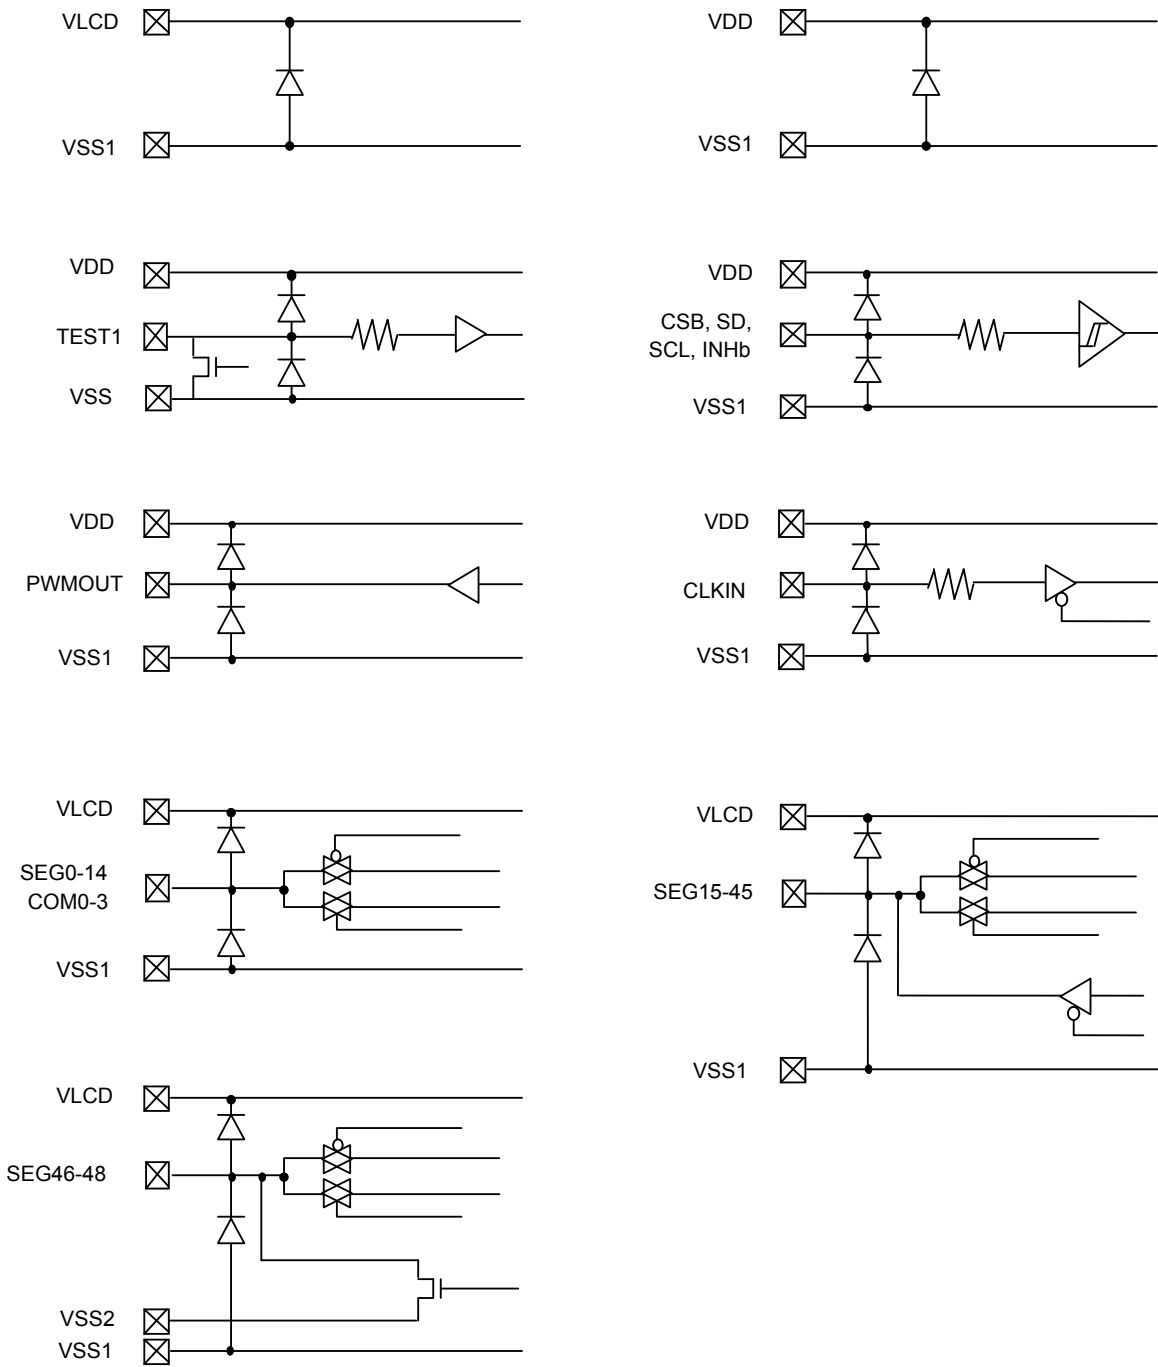 VLCD
VSS1
VDD
VSS1
VDD
TEST1
VSS
VDD
CSB, SD,
SCL, INHb
VSS1
VDD
PWMOUT
VSS1
VDD
CLKIN
VSS1
VLCD
SEG0-14
COM0-3
VSS1
VLCD
SEG15-45
VSS1
VLCD
SEG46-48
VSS2
VSS1